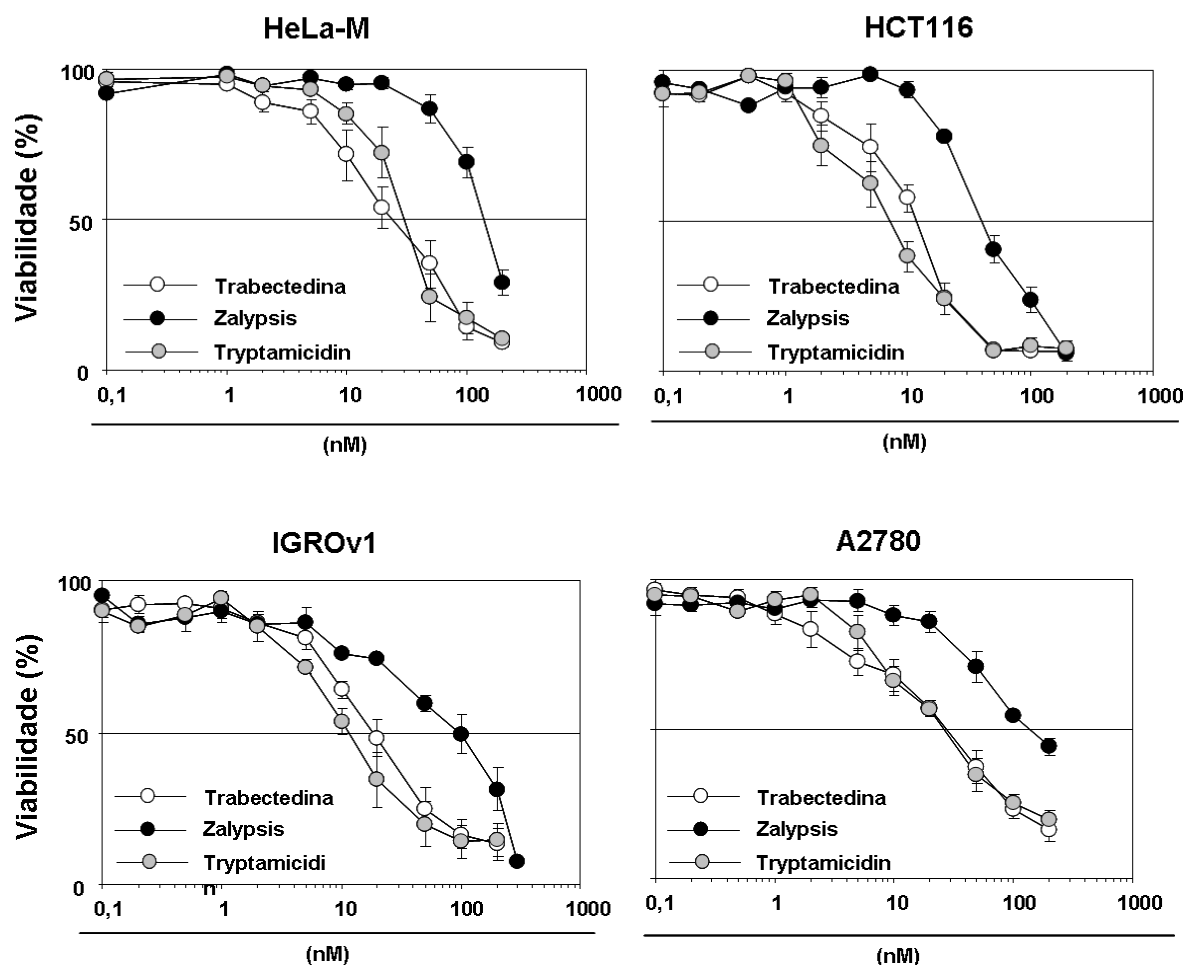 HeLa-M
HCT116
Viabilidade (%)
100
50
0
Trabectedina
Zalypsis
Tryptamicidin
0,1 1 10 100 1000
(nM)
Trabectedina
Zalypsis
Tryptamicidin
0,1 1 10 100 1000
(nM)
IGROv1
A2780
Viabilidade (%)
100
50
0
Trabectedina
Zalypsis
Tryptamicidi
n
0,1 1 10 100 1000
(nM)
Trabectedina
Zalypsis
Tryptamicidin
0,1 1 10 100 1000
(nM)